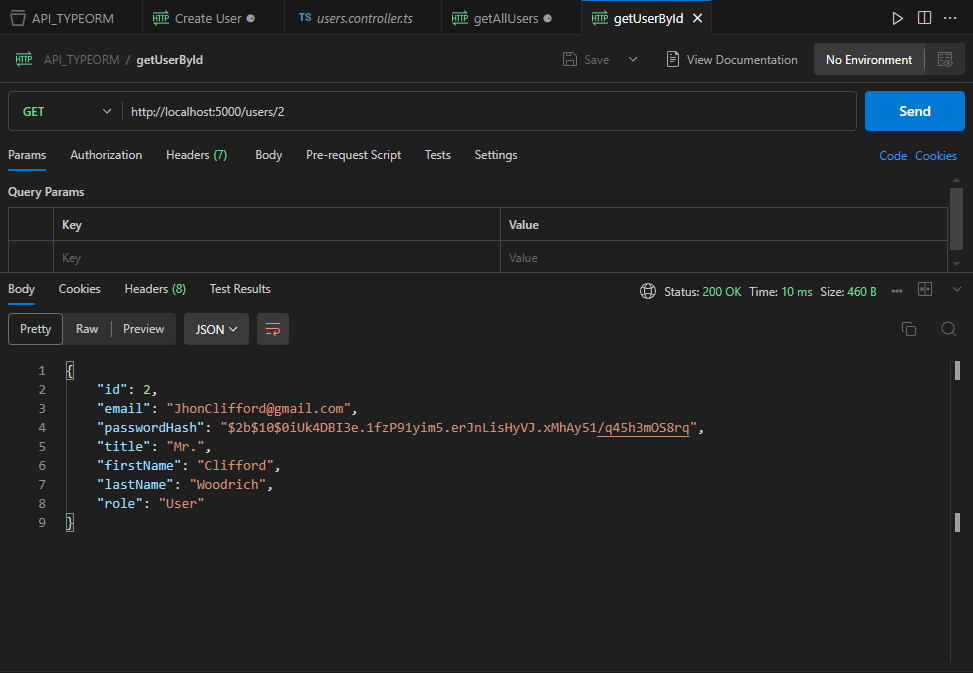 API_TYPEORM HTTP Create User TS users.controller.ts HTTP getAllUsers HTTP getUserById
HTTP API_TYPEORM / getUserById Save View Documentation No Environment
GET http://localhost:5000/users/2 Send
Params Authorization Headers (7) Body Pre-request Script Tests Settings Code Cookies
Query Params
Key Value
Key Value
Body Cookies Headers (8) Test Results Status: 200 OK Time: 10 ms Size: 460 B
Pretty Raw Preview JSON
1 {
2 "id": 2,
3 "email": "JhonClifford@gmail.com",
4 "passwordHash": "$2b$10$0iUk4DBI3e.1fzP91yim5.erJnLisHyVJ.xMhAy51/q45h3mOS8rq",
5 "title": "Mr.",
6 "firstName": "Clifford",
7 "lastName": "Woodrich",
8 "role": "User"
9 }